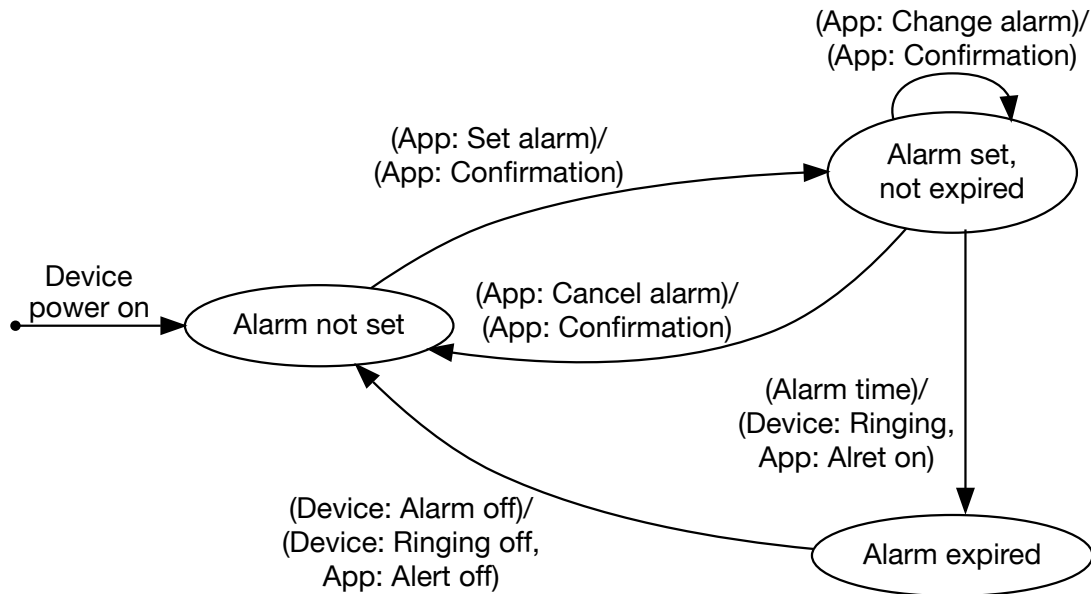 (App: Change alarm)/
(App: Confirmation)
(App: Set alarm)/
(App: Confirmation)
Alarm set,
not expired
Device
power on
Alarm not set
(App: Cancel alarm)/
(App: Confirmation)
(Alarm time)/
(Device: Ringing,
App: Alret on)
(Device: Alarm off)/
(Device: Ringing off,
App: Alert off)
Alarm expired